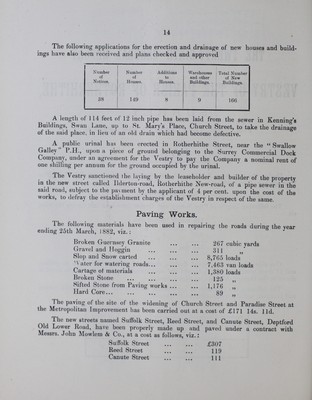 14
The following applications for the erection and drainage of new houses and build-
ings have also been received and plans checked and approved
Number of Notices. Number of Houses. Additions to Houses. Warehouses and other Buildings Total Number of New Buildings
39 149 8 9 166
A length of 114 feet of 12 inch pipe has been laid from the sewer in Kenning's
Buildings, Swan Lane, up to St. Mary's Place, Church Street, to take the drainage
of the said place, in lieu of an old drain which had become defective.
A public urinal has been erected in Rotherhithe Street, near the "Swallow
Galley" P.H., upon a piece of ground belonging to the Surrey Commercial Dock
Company, under an agreement for the Vestry to pay the Company a nominal rent of
one shilling per annum for the ground occupied by the urinal.
The Vestry sanctioned the laying by the leaseholder and builder of the property
in the new street called Ilderton-road, Rotherhithe New-road, of a pipe sewer in the
said road, subject to the payment by the applicant of 4 per cent. upon the cost of the
works, to defray the establishment charges of the Vestry in respect of the same.
Paving Works.
The following materials have been used in repairing the roads during the year
ending 25th March, 1882, viz.:
Broken Guernsey Granite ... ... 267 cubic yards
Gravel and Hoggin ... ... 311 „
Slop and Snow carted ... ... 8,765 loads
Water for watering roads... ... 7,463 van loads
Cartage of materials ... ... 1,380 loads
Broken Stone ... ... 125 „
Sifted Stone from Paving works ... 1,176 „
Hard Core... ... ... 89 „
The paving of the site of the widening of Church Street and Paradise Street at
the Metropolitan Improvement has been carried out at a cost of £171 14s. 11d.
The new streets named Suffolk Street, Reed Street, and Canute Street, Deptford
Old Lower Road, have been properly made up and paved under a contract with
Messrs. John Mowlem & Co., at a cost as follows, viz.:
Suffolk Street ... ... £307
Reed Street ... ... 119
Canute Street ... ... 111